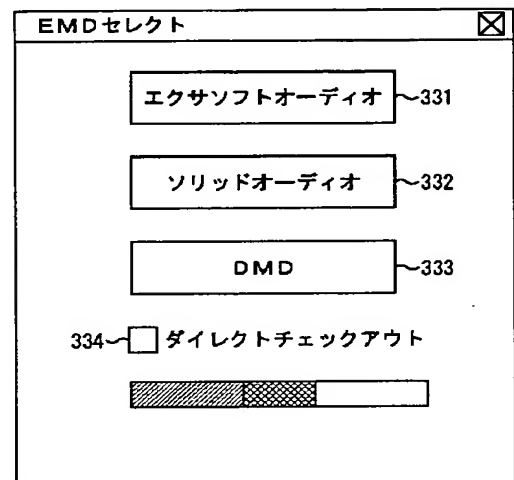 EMDセレクト
エクサソフトオーディオ 331
ソリッドオーディオ 332
DMD 333
334 ダイレクトチェックアウト